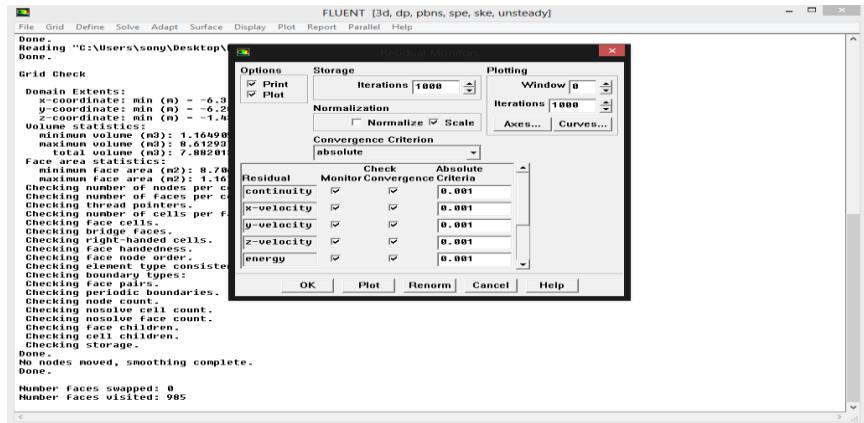 FLUENT [3d, dp, pbns, spe, ske, unsteady]
File Grid Define Solve Adapt Surface Display Plot Report Parallel Help
Done.
Reading "C:\Users\sony\Desktop\
Done.
Grid Check
Domain Extents:
x-coordinate: min (m) = -6.3
y-coordinate: min (m) = -6.2
z-coordinate: min (m) = -1.4
Volume statistics:
minimum volume (m3): 1.16490
maximum volume (m3): 8.61293
total volume (m3): 7.88201
Face area statistics:
minimum face area (m2): 8.70
maximum face area (m2): 1.16
Checking number of nodes per c
Checking number of faces per c
Checking thread pointers.
Checking number of cells per f
Checking face cells.
Checking bridge faces.
Checking right-handed cells.
Checking face handedness.
Checking face node order.
Checking element type consiste
Checking boundary types:
Checking face pairs.
Checking periodic boundaries.
Checking node count.
Checking nosolve cell count.
Checking nosolve face count.
Checking face children.
Checking cell children.
Checking storage.
Done.
No nodes moved, smoothing complete.
Done.
Number faces swapped: 0
Number faces visited: 985
Residual Monitors
Options
Print
Plot
Storage
Iterations 1000
Normalization
Normalize Scale
Convergence Criterion
absolute
Plotting
Window 0
Iterations 1000
Axes... Curves...
Check Absolute
Residual Monitor Convergence Criteria
continuity 0.001
x-velocity 0.001
y-velocity 0.001
z-velocity 0.001
energy 0.001
OK Plot Renorm Cancel Help